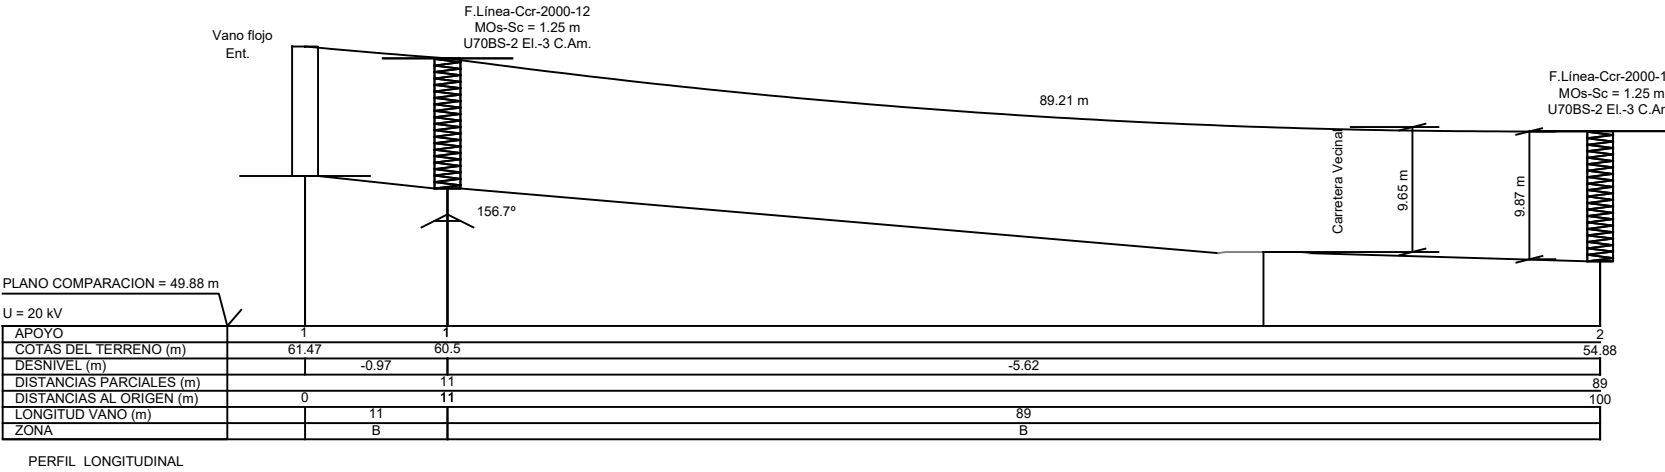 F.Línea-Ccr-2000-12
MOs-Sc = 1.25 m
U70BS-2 El.-3 C.Am.
Vano flojo
Ent.
F.Línea-Ccr-2000-1
MOs-Sc = 1.25 m
U70BS-2 El.-3 C.Am
89.21 m
Carretera Vecinal
9.65 m
9.87 m
156.7º
PLANO COMPARACION = 49.88 m
U = 20 kV
APOYO 1 1 2
COTAS DEL TERRENO (m) 61.47 60.5 54.88
DESNIVEL (m) -0.97 -5.62
DISTANCIAS PARCIALES (m) 11 89
DISTANCIAS AL ORIGEN (m) 0 11 100
LONGITUD VANO (m) 11 89
ZONA B B
PERFIL LONGITUDINAL